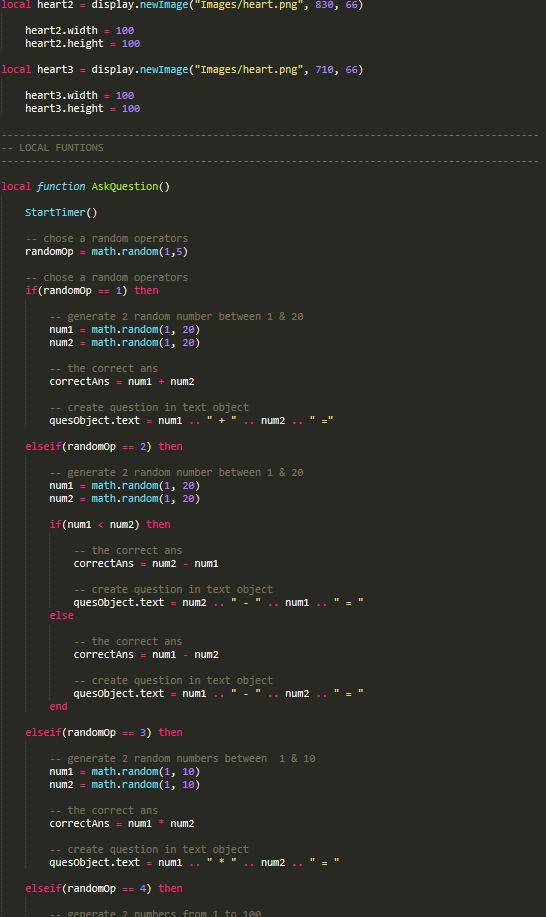 local heart2 = display.newImage("Images/heart.png", 830, 66)
heart2.width = 100
heart2.height = 100
local heart3 = display.newImage("Images/heart.png", 710, 66)
heart3.width = 100
heart3.height = 100
-----------------------------------------------------------------------------------------
-- LOCAL FUNTIONS
-----------------------------------------------------------------------------------------
local function AskQuestion()
StartTimer()
-- chose a random operators
randomOp = math.random(1,5)
-- chose a random operators
if(randomOp == 1) then
-- generate 2 random number between 1 & 20
num1 = math.random(1, 20)
num2 = math.random(1, 20)
-- the correct ans
correctAns = num1 + num2
-- create question in text object
quesObject.text = num1 .. " + " .. num2 .. " ="
elseif(randomOp == 2) then
-- generate 2 random number between 1 & 20
num1 = math.random(1, 20)
num2 = math.random(1, 20)
if(num1 < num2) then
-- the correct ans
correctAns = num2 - num1
-- create question in text object
quesObject.text = num2 .. " - " .. num1 .. " = "
else
-- the correct ans
correctAns = num1 - num2
-- create question in text object
quesObject.text = num1 .. " - " .. num2 .. " = "
end
elseif(randomOp == 3) then
-- generate 2 random numbers between  1 & 10
num1 = math.random(1, 10)
num2 = math.random(1, 10)
-- the correct ans
correctAns = num1 * num2
-- create question in text object
quesObject.text = num1 .. " * " .. num2 .. " = "
elseif(randomOp == 4) then
-- generate 2 numbers from 1 to 100